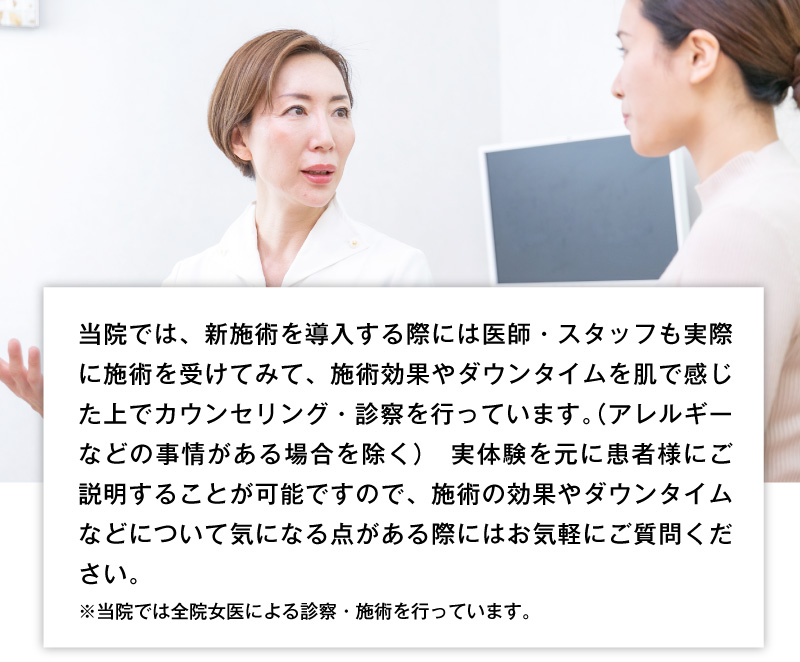 当院では、新施術を導入する際には医師・スタッフも実際
に施術を受けてみて、施術効果やダウンタイムを肌で感じ
た上でカウンセリング・診察を行っています。（アレルギー
などの事情がある場合を除く）　実体験を元に患者様にご
説明することが可能ですので、施術の効果やダウンタイム
などについて気になる点がある際にはお気軽にご質問くだ
さい。
※当院では全院女医による診察・施術を行っています。